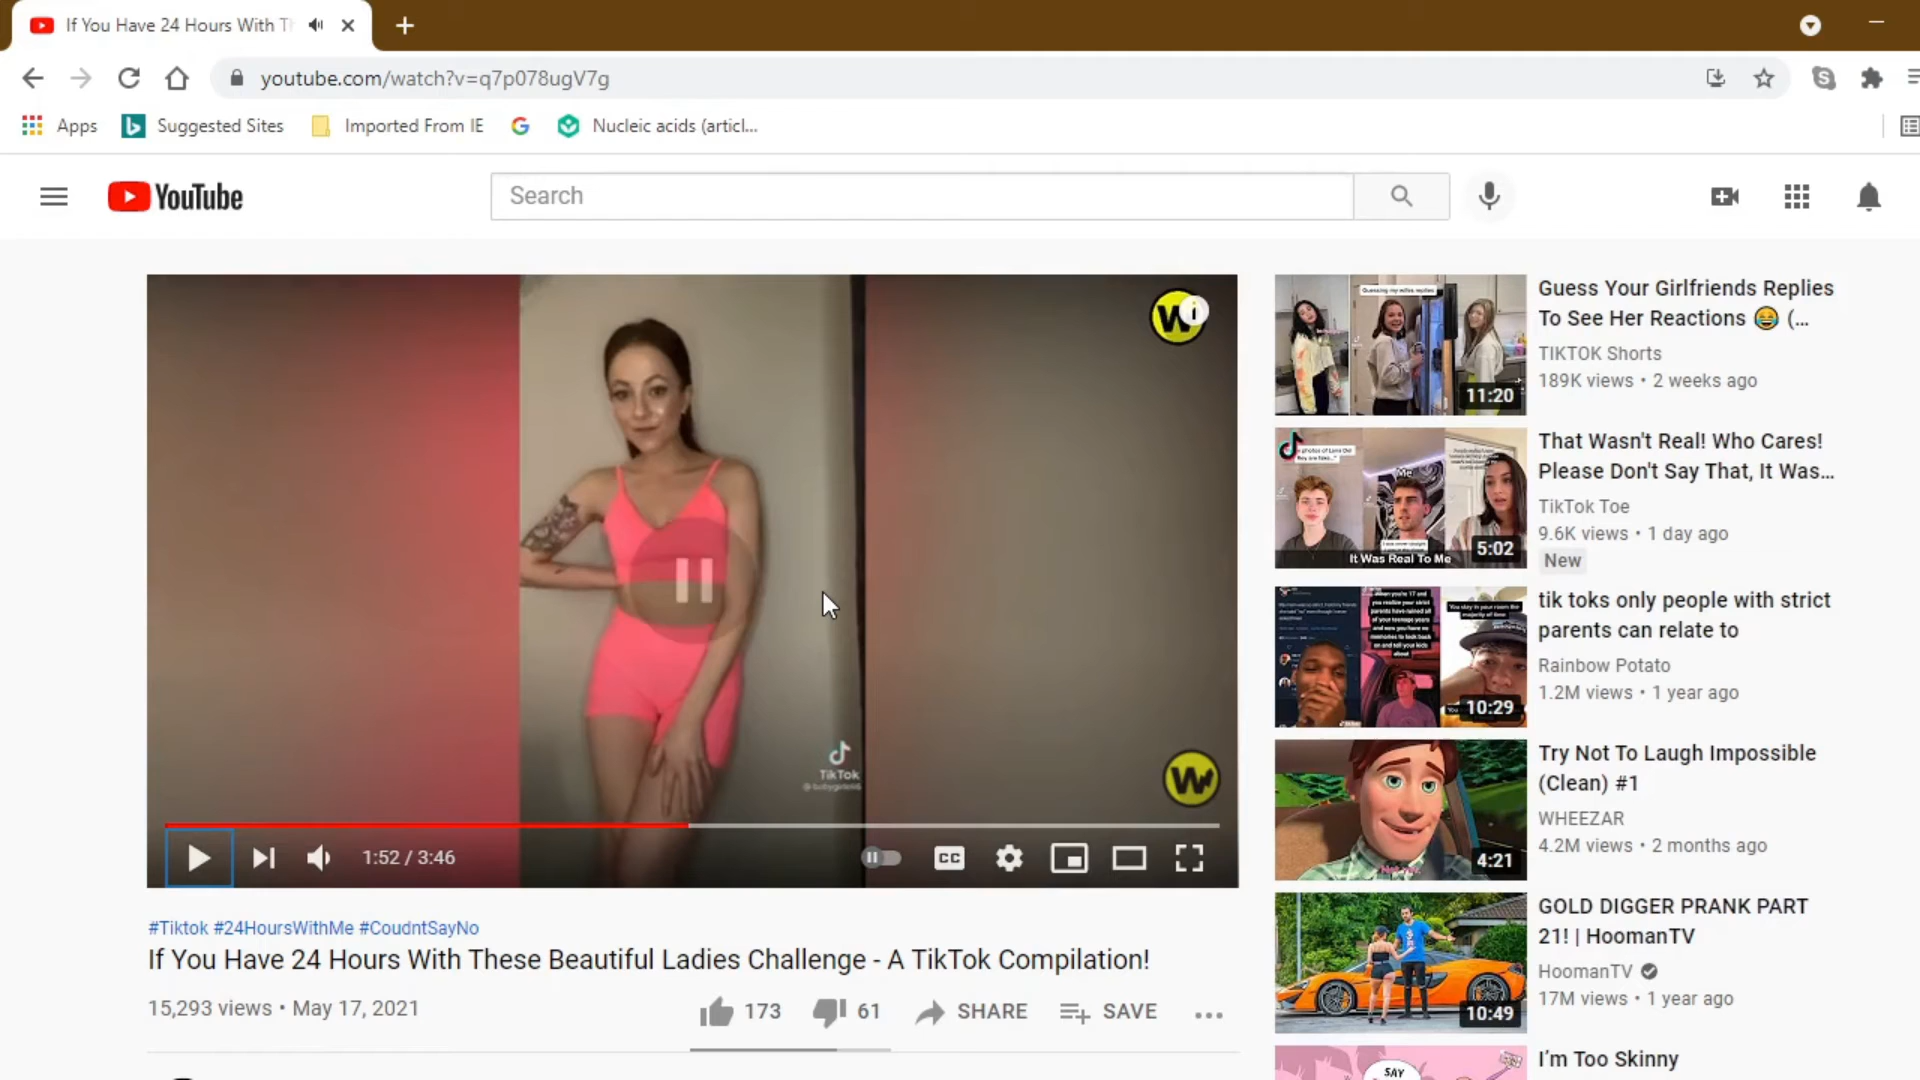 If You Have 24 Hours With Th
youtube.com/watch?v=q7p078ugV7g
Apps
Suggested Sites
Imported From IE
Nucleic acids (articl...
YouTube
Search
W i
TikTok
W
1:52 / 3:46
CC
#Tiktok #24HoursWithMe #CoudntSayNo
If You Have 24 Hours With These Beautiful Ladies Challenge - A TikTok Compilation!
15,293 views • May 17, 2021
173
61
SHARE
SAVE
Guessing my wifes replies
11:20
Guess Your Girlfriends Replies
To See Her Reactions 😂 (...
TIKTOK Shorts
189K views • 2 weeks ago
Me
It Was Real To Me
5:02
That Wasn't Real! Who Cares!
Please Don't Say That, It Was...
TikTok Toe
9.6K views • 1 day ago
New
10:29
tik toks only people with strict
parents can relate to
Rainbow Potato
1.2M views • 1 year ago
4:21
Try Not To Laugh Impossible
(Clean) #1
WHEEZAR
4.2M views • 2 months ago
10:49
GOLD DIGGER PRANK PART
21! | HoomanTV
HoomanTV
17M views • 1 year ago
SAY
I'm Too Skinny